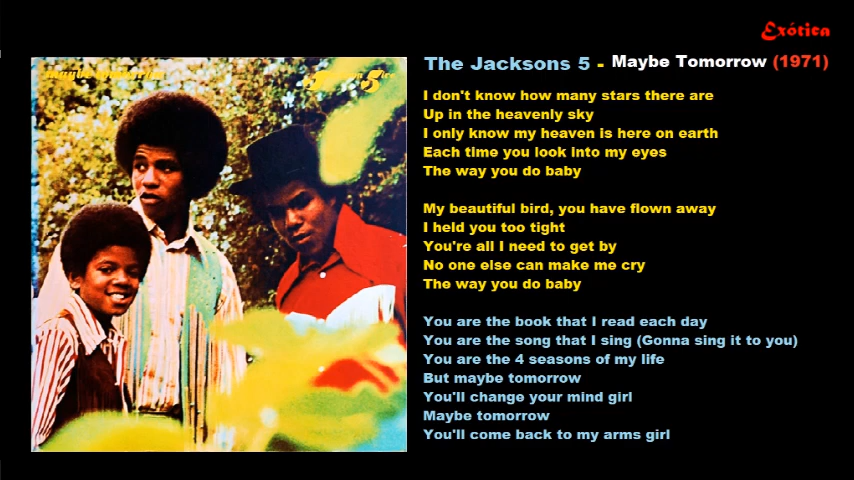 Exótica
The Jacksons 5 - Maybe Tomorrow (1971)
I don't know how many stars there are
Up in the heavenly sky
I only know my heaven is here on earth
Each time you look into my eyes
The way you do baby
My beautiful bird, you have flown away
I held you too tight
You're all I need to get by
No one else can make me cry
The way you do baby
You are the book that I read each day
You are the song that I sing (Gonna sing it to you)
You are the 4 seasons of my life
But maybe tomorrow
You'll change your mind girl
Maybe tomorrow
You'll come back to my arms girl